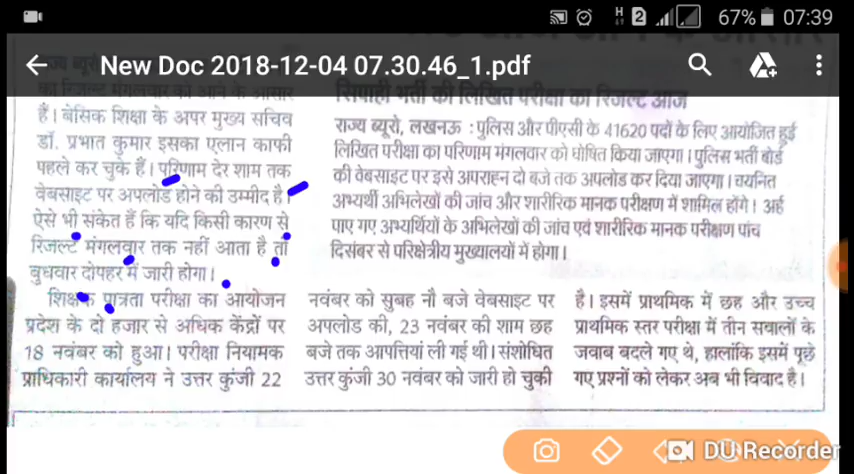 67% 07:39
New Doc 2018-12-04 07.30.46_1.pdf
का रिजल्ट मंगलवार को आने के आसार
हैं। बेसिक शिक्षा के अपर मुख्य सचिव
डॉ. प्रभात कुमार इसका एलान काफी
पहले कर चुके हैं। परिणाम देर शाम तक
वेबसाइट पर अपलोड होने की उम्मीद है।
ऐसे भी संकेत हैं कि यदि किसी कारण से
रिजल्ट मंगलवार तक नहीं आता है तो
बुधवार दोपहर में जारी होगा।
सिपाही भर्ती की लिखित परीक्षा का रिजल्ट आज
राज्य ब्यूरो, लखनऊ : पुलिस और पीएसी के 41620 पदों के लिए आयोजित हुई
लिखित परीक्षा का परिणाम मंगलवार को घोषित किया जाएगा। पुलिस भर्ती बोर्ड
की वेबसाइट पर इसे अपराह्न दो बजे तक अपलोड कर दिया जाएगा। चयनित
अभ्यर्थी अभिलेखों की जांच और शारीरिक मानक परीक्षण में शामिल होंगे। अर्ह
पाए गए अभ्यर्थियों के अभिलेखों की जांच एवं शारीरिक मानक परीक्षण पांच
दिसंबर से परिक्षेत्रीय मुख्यालयों में होगा।
शिक्षक पात्रता परीक्षा का आयोजन
प्रदेश के दो हजार से अधिक केंद्रों पर
18 नवंबर को हुआ। परीक्षा नियामक
प्राधिकारी कार्यालय ने उत्तर कुंजी 22
नवंबर को सुबह नौ बजे वेबसाइट पर
अपलोड की, 23 नवंबर की शाम छह
बजे तक आपत्तियां ली गई थी। संशोधित
उत्तर कुंजी 30 नवंबर को जारी हो चुकी
है। इसमें प्राथमिक में छह और उच्च
प्राथमिक स्तर परीक्षा में तीन सवालों के
जवाब बदले गए थे, हालांकि इसमें पूछे
गए प्रश्नों को लेकर अब भी विवाद है।
DU Recorder